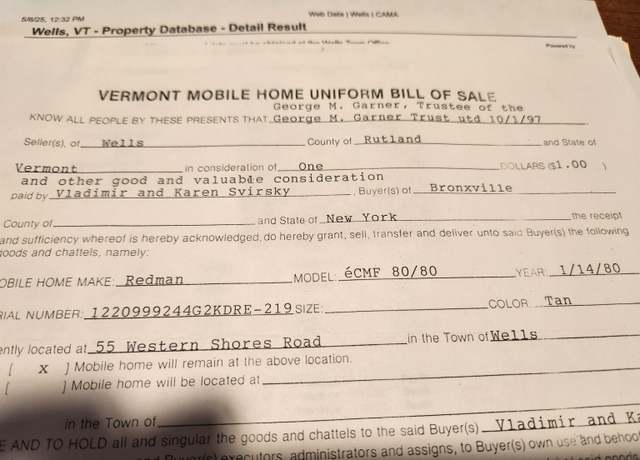 5/8/25, 12:32 PM
Web Data | Wells | CAMA
Wells, VT - Property Database - Detail Result
Powered by
VERMONT MOBILE HOME UNIFORM BILL OF SALE
George M. Garner, Trustee of the
KNOW ALL PEOPLE BY THESE PRESENTS THAT George M. Garner Trust utd 10/1/97
Seller(s), of Wells County of Rutland and State of
Vermont in consideration of One DOLLARS ($1.00 )
and other good and valuable consideration
paid by Vladimir and Karen Svirsky, Buyer(s) of Bronxville
County of and State of New York the receipt
and sufficiency whereof is hereby acknowledged, do hereby grant, sell, transfer and deliver unto said Buyer(s) the following
goods and chattels, namely:
OBILE HOME MAKE: Redman MODEL: éCMF 80/80 YEAR: 1/14/80
RIAL NUMBER: 1220999244G2KDRE-219 SIZE: COLOR Tan
ently located at 55 Western Shores Road in the Town of Wells
[ X ] Mobile home will remain at the above location.
[ ] Mobile home will be located at
in the Town of
E AND TO HOLD all and singular the goods and chattels to the said Buyer(s) Vladimir and Ka
Buyer(s) executors, administrators and assigns, to Buyer(s) own use and behoof